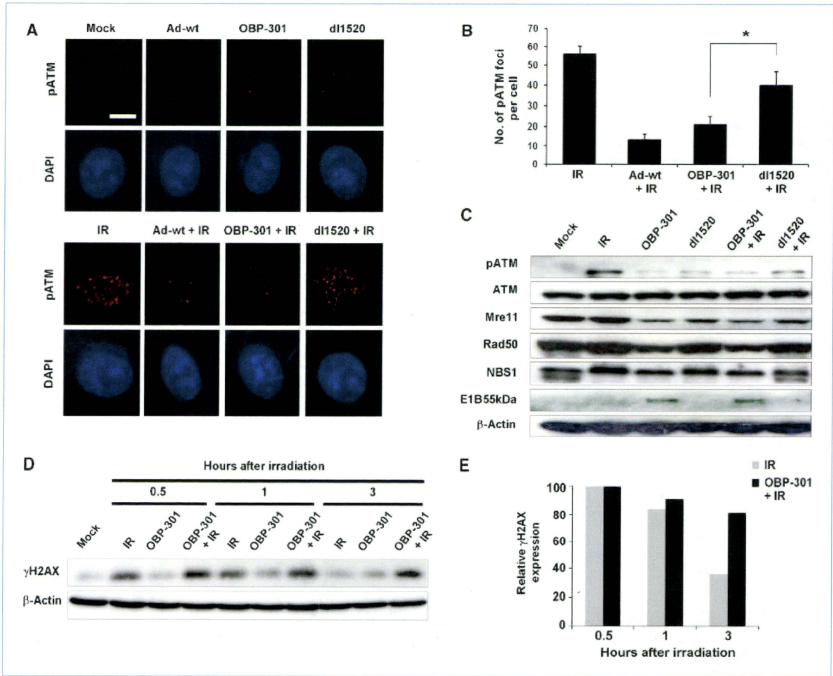 A
Mock Ad-wt OBP-301 dl1520
pATM
DAPI
IR Ad-wt + IR OBP-301 + IR dl1520 + IR
pATM
DAPI
B
No. of pATM foci
per cell
70
60
50
40
30
20
10
0
*
IR Ad-wt OBP-301 dl1520
+ IR + IR + IR
C
Mock IR OBP-301 dl1520 OBP-301 + IR dl1520 + IR
pATM
ATM
Mre11
Rad50
NBS1
E1B55kDa
β-Actin
D
Hours after irradiation
0.5 1 3
Mock IR OBP-301 OBP-301 + IR IR OBP-301 OBP-301 + IR IR OBP-301 OBP-301 + IR
γH2AX
β-Actin
E
IR
OBP-301
+ IR
Relative γH2AX
expression
100
80
60
40
20
0
0.5 1 3
Hours after irradiation